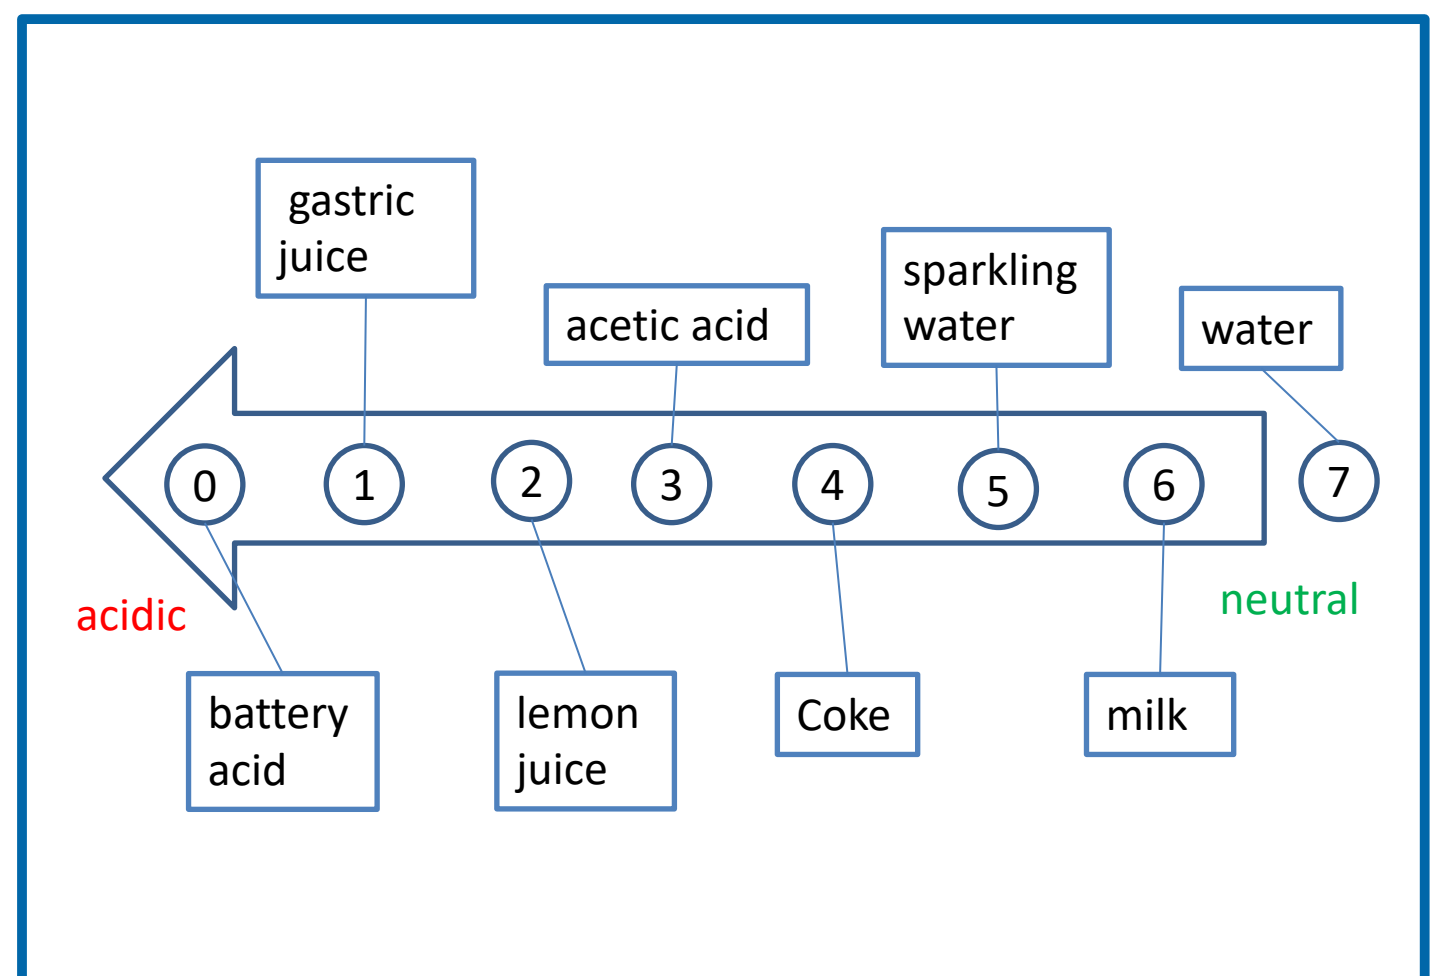 gastric
juice
acetic acid
sparkling
water
water
0
1
2
3
4
5
6
7
acidic
neutral
battery
acid
lemon
juice
Coke
milk